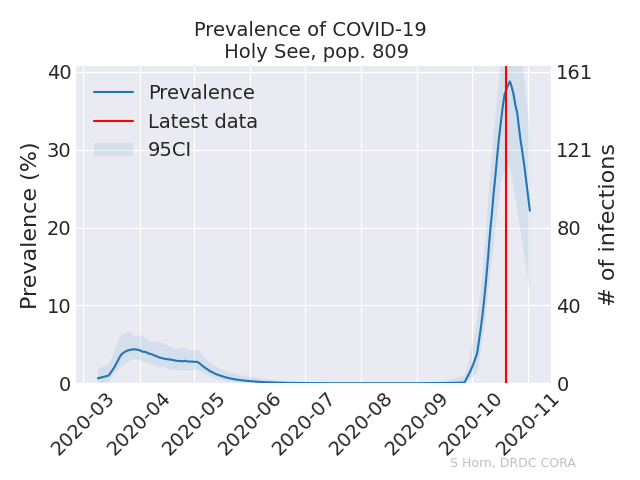 Prevalence of COVID-19
Holy See, pop. 809
Prevalence (%)
40
30
20
10
0
Prevalence
Latest data
95CI
161
121
80
40
0
# of infections
2020-03
2020-04
2020-05
2020-06
2020-07
2020-08
2020-09
2020-10
2020-11
S Horn, DRDC CORA